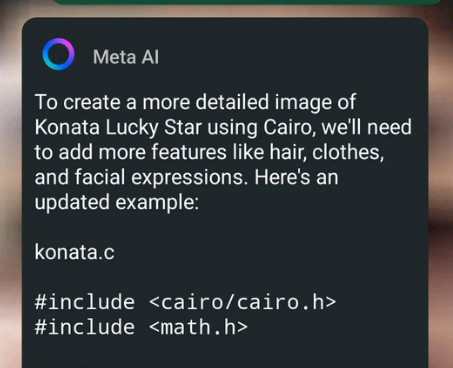 Meta AI
To create a more detailed image of
Konata Lucky Star using Cairo, we'll need
to add more features like hair, clothes,
and facial expressions. Here's an
updated example:
konata.c
#include <cairo/cairo.h>
#include <math.h>